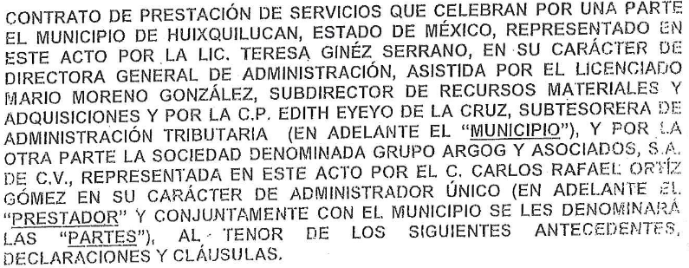 CONTRATO DE PRESTACIÓN DE SERVICIOS QUE CELEBRAN POR UNA PARTE
EL MUNICIPIO DE HUIXQUILUCAN, ESTADO DE MÉXICO, REPRESENTADO EN
ESTE ACTO POR LA LIC. TERESA GINÉZ SERRANO, EN SU CARÁCTER DE
DIRECTORA GENERAL DE ADMINISTRACIÓN, ASISTIDA POR EL LICENCIADO
MARIO MORENO GONZÁLEZ, SUBDIRECTOR DE RECURSOS MATERIALES Y
ADQUISICIONES Y POR LA C.P. EDITH EYEYO DE LA CRUZ, SUBTESORERA DE
ADMINISTRACIÓN TRIBUTARIA (EN ADELANTE EL "MUNICIPIO"), Y POR LA
OTRA PARTE LA SOCIEDAD DENOMINADA GRUPO ARGOG Y ASOCIADOS, S.A.
DE C.V., REPRESENTADA EN ESTE ACTO POR EL C. CARLOS RAFAEL ORTÍZ
GÓMEZ EN SU CARÁCTER DE ADMINISTRADOR ÚNICO (EN ADELANTE EL
"PRESTADOR" Y CONJUNTAMENTE CON EL MUNICIPIO SE LES DENOMINARÁ
LAS "PARTES"), AL TENOR DE LOS SIGUIENTES ANTECEDENTES,
DECLARACIONES Y CLÁUSULAS.